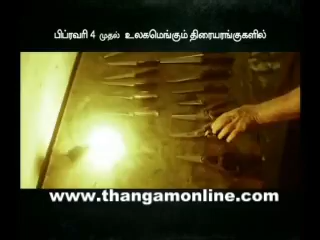 பிப்ரவரி 4 முதல் உலகமெங்கும் திரையரங்குகளில்
www.thangamonline.com